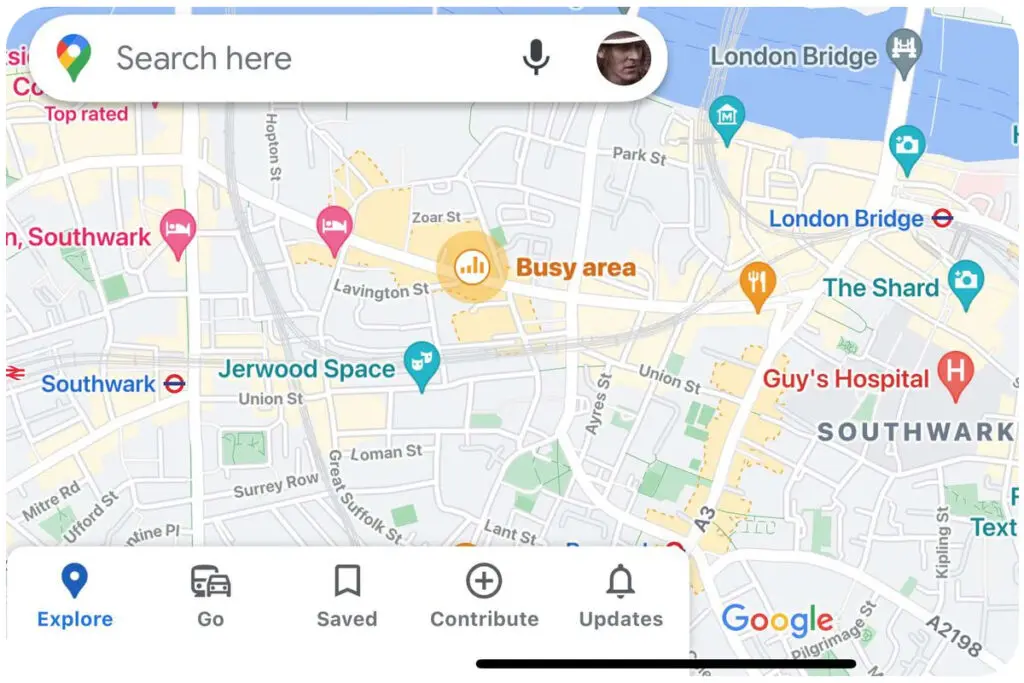 Search here
London Bridge
Co
Top rated
Hopton St
Park St
M
Zoar St
London Bridge
n, Southwark
Busy area
The Shard
Lavington St
Jerwood Space
Southwark
Union St
Union St
Guy's Hospital
H
Ayres St
SOUTHWARK
Loman St
Great Suffolk St
Surrey Row
Mitre Rd
Ufford St
ntine Pl
Lant St
A3
Text
Kipling St
Explore
Go
Saved
Contribute
Updates
Google
Pilgrimage St
A2198